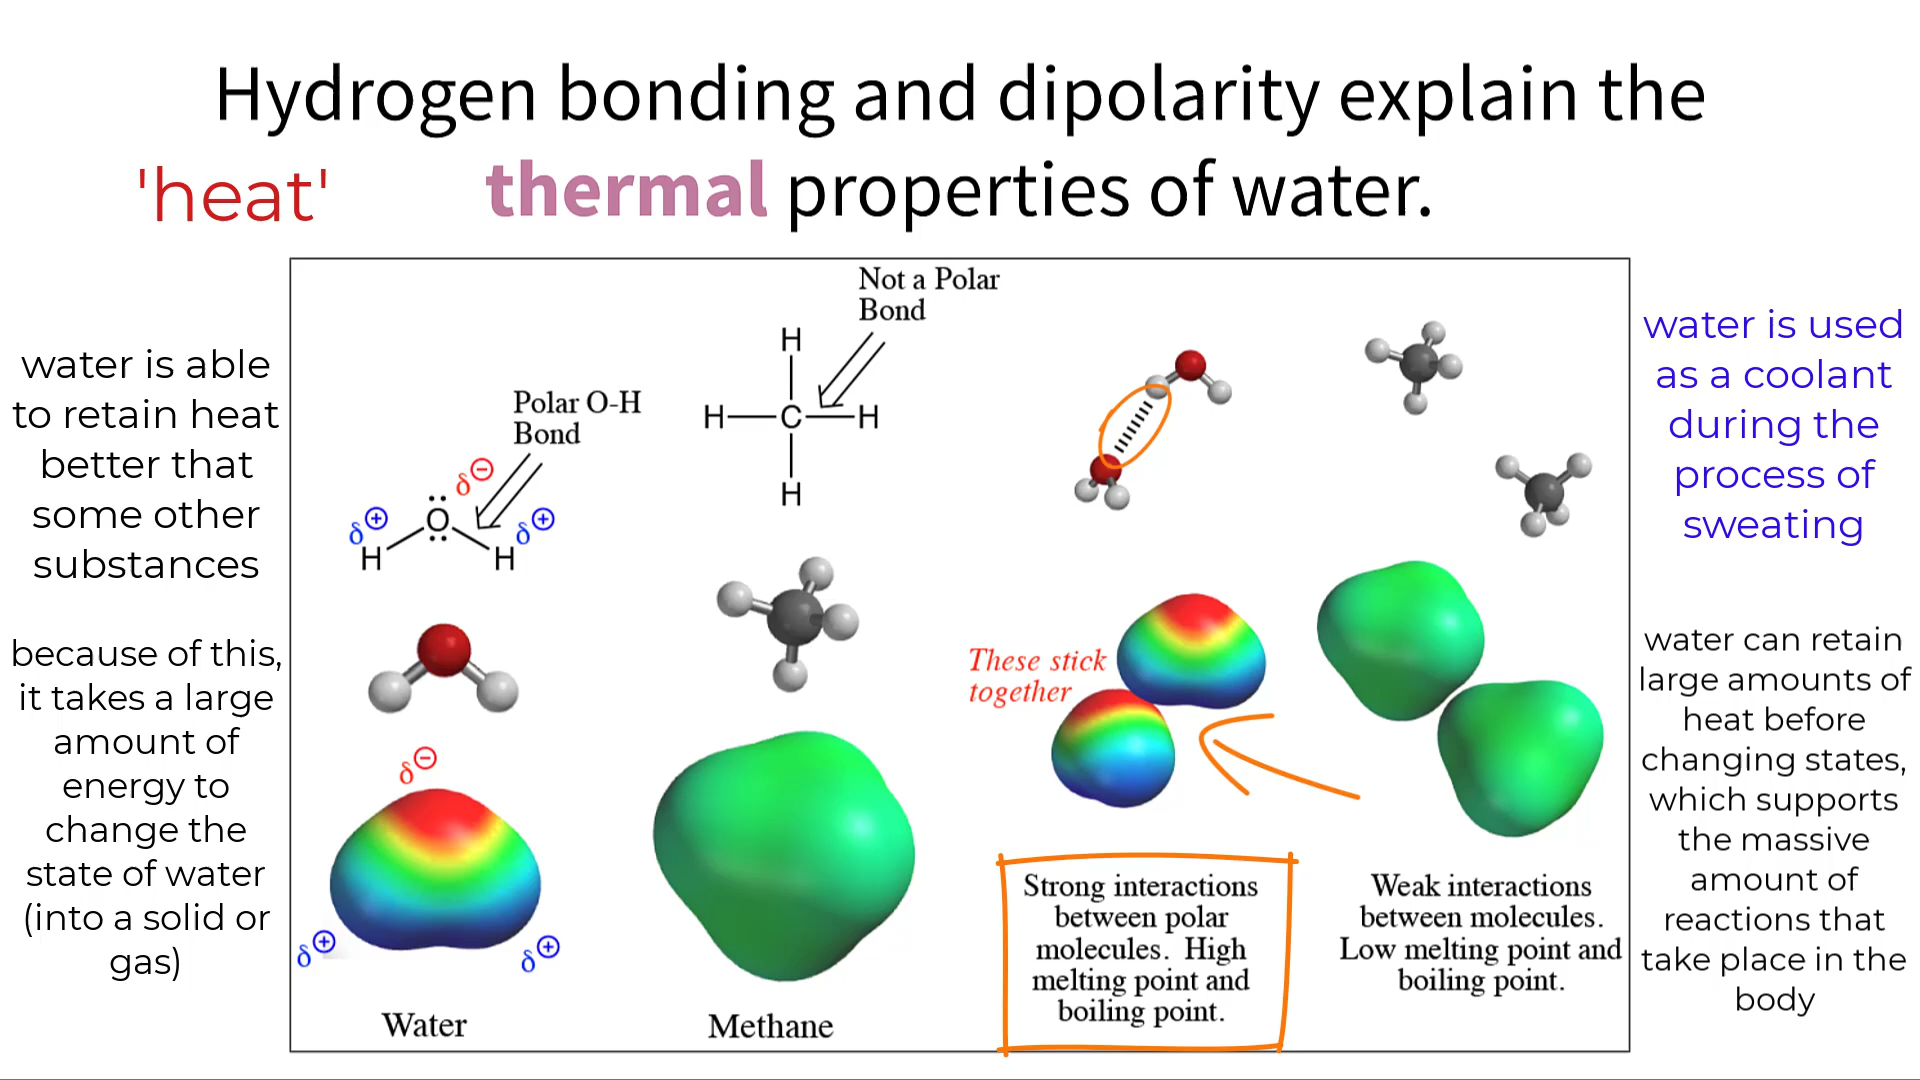 Hydrogen bonding and dipolarity explain the
'heat' thermal properties of water.
water is able
to retain heat
better that
some other
substances
because of this,
it takes a large
amount of
energy to
change the
state of water
(into a solid or
gas)
Polar O-H
Bond
δ⊖
δ⊕
δ⊕
O
H
H
Not a Polar
Bond
H
H C H
H
δ⊖
δ⊕
δ⊕
Water
Methane
These stick
together
Strong interactions
between polar
molecules. High
melting point and
boiling point.
Weak interactions
between molecules.
Low melting point and
boiling point.
water is used
as a coolant
during the
process of
sweating
water can retain
large amounts of
heat before
changing states,
which supports
the massive
amount of
reactions that
take place in the
body